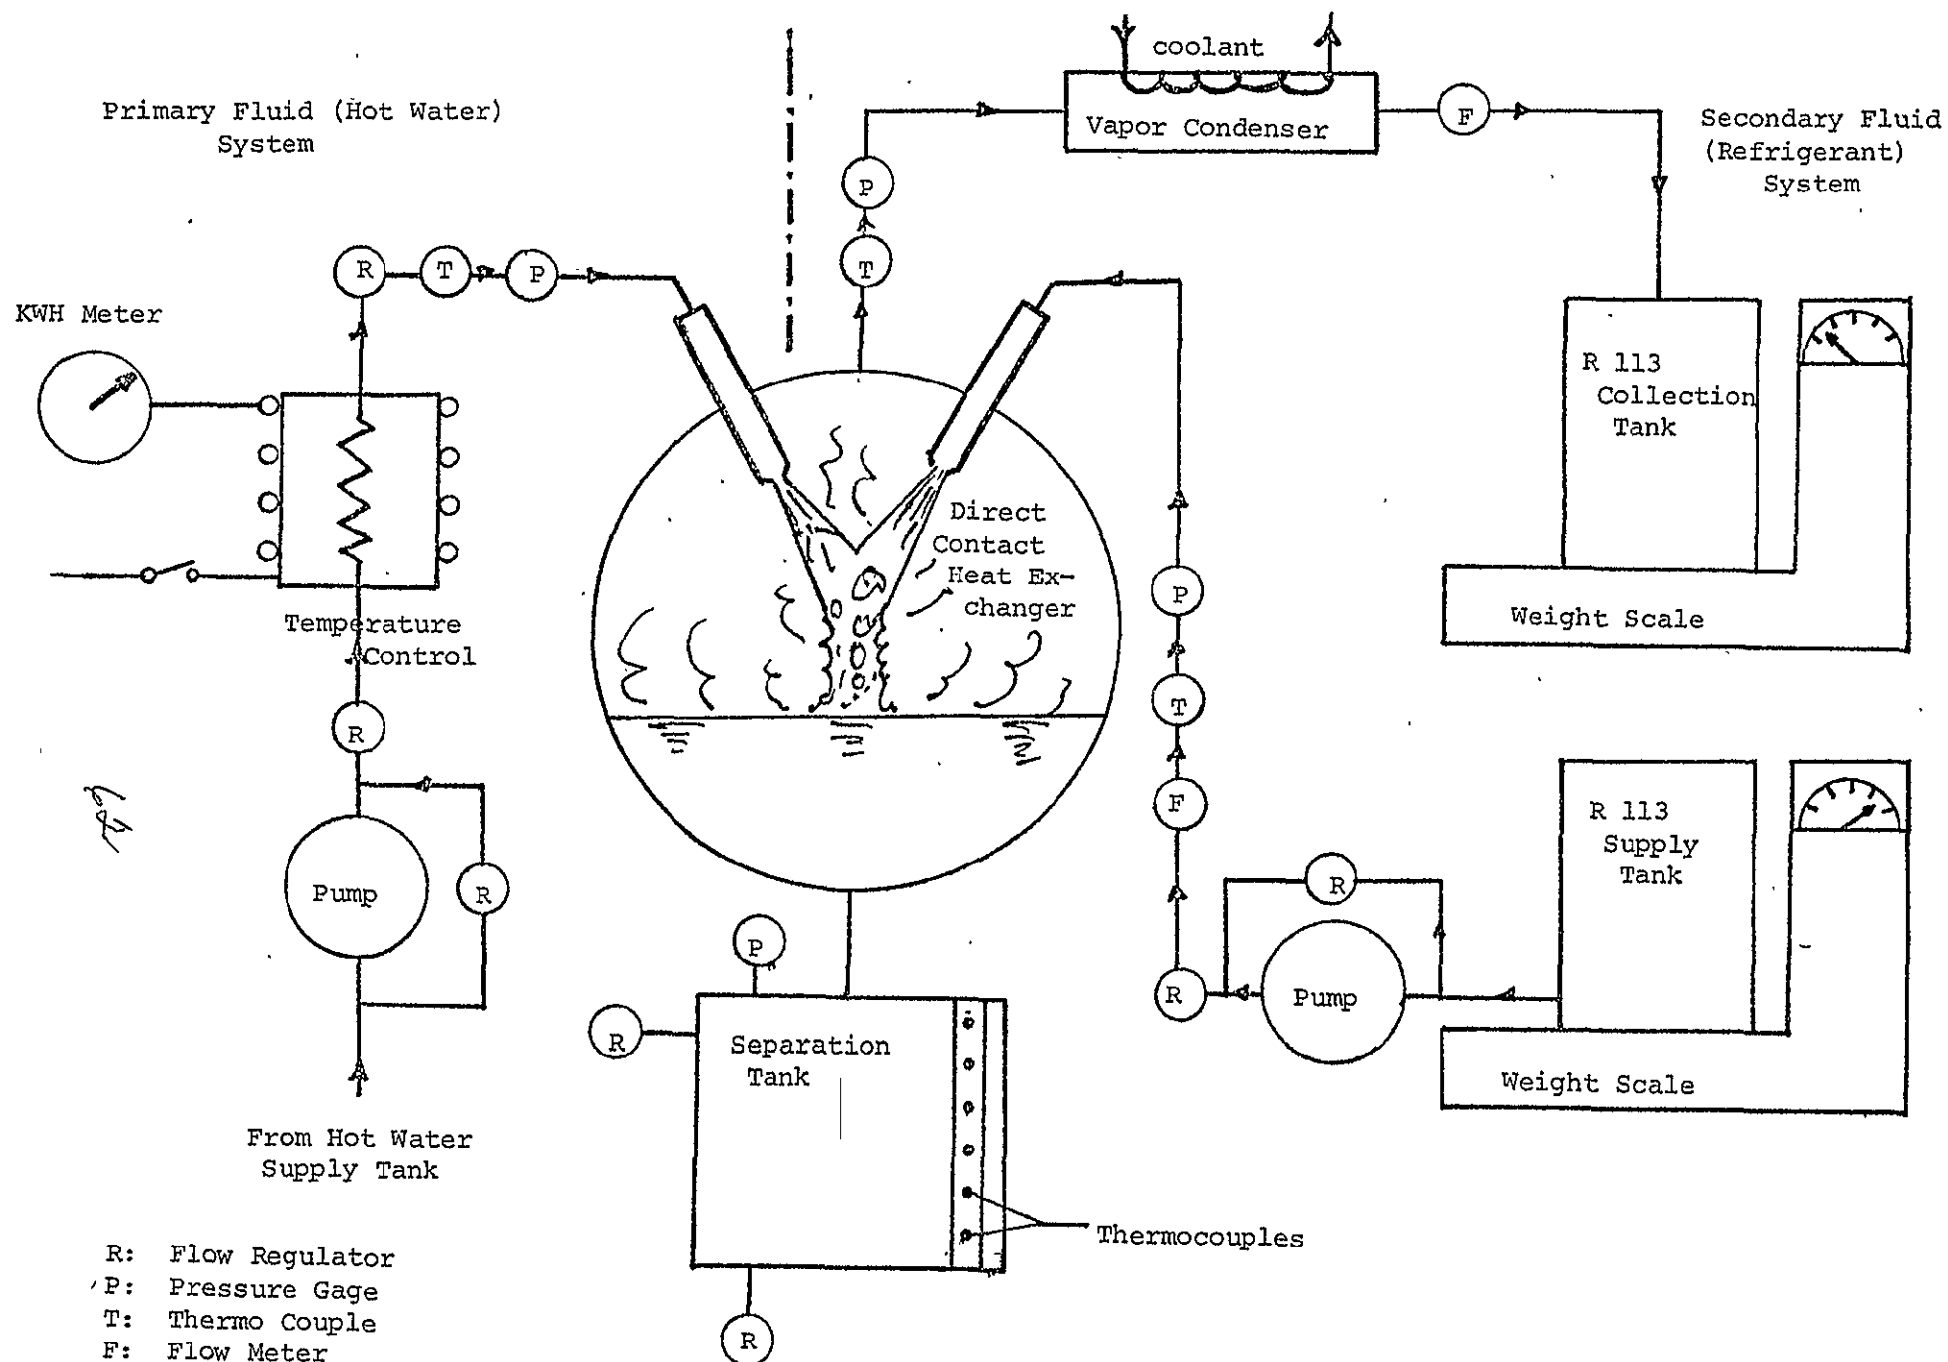 coolant
Primary Fluid (Hot Water)
System
Vapor Condenser
F
Secondary Fluid
(Refrigerant)
System
P
T
R
T
P
KWH Meter
R 113
Collection
Tank
Direct
Contact
Heat Ex-
changer
P
Weight Scale
Temperature
Control
T
R
F
R 113
Supply
Tank
Pump
R
R
P
R
Pump
R
Separation
Tank
Weight Scale
From Hot Water
Supply Tank
Thermocouples
R: Flow Regulator
P: Pressure Gage
T: Thermo Couple
F: Flow Meter
R